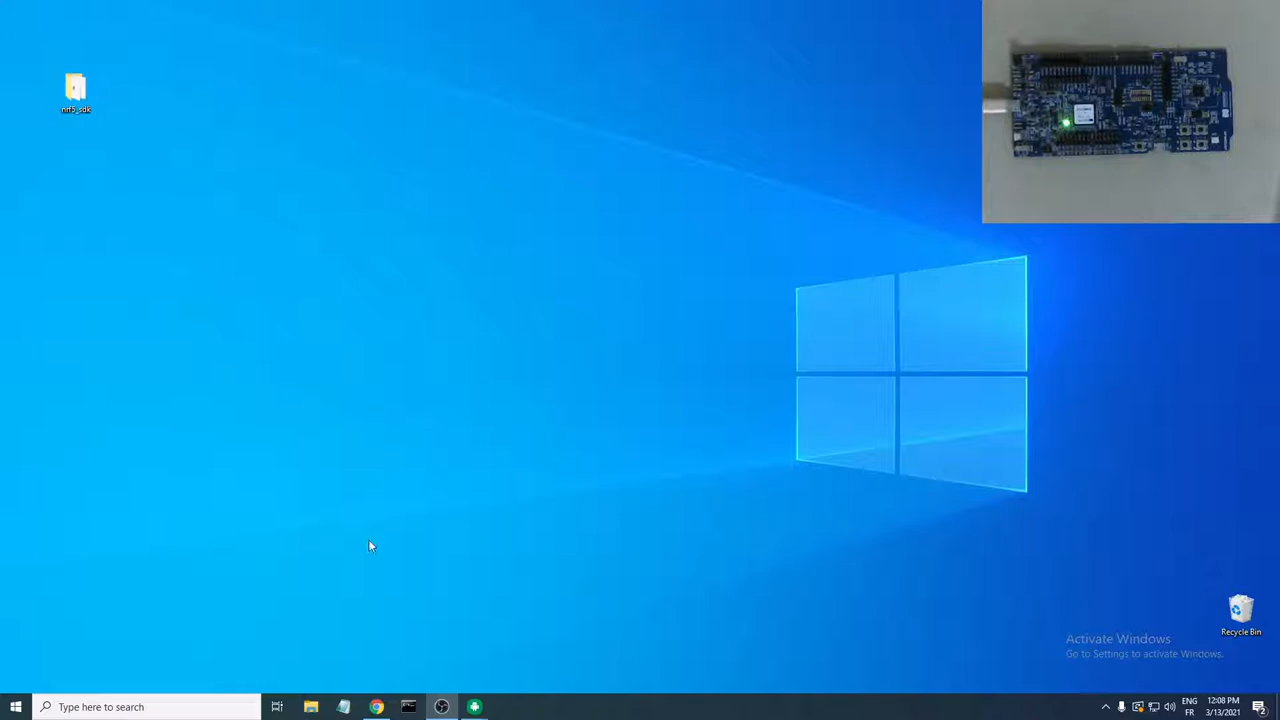 nrf5_sdk
Recycle Bin
Activate Windows
Go to Settings to activate Windows.
Type here to search
ENG
FR
12:08 PM
3/13/2021
2